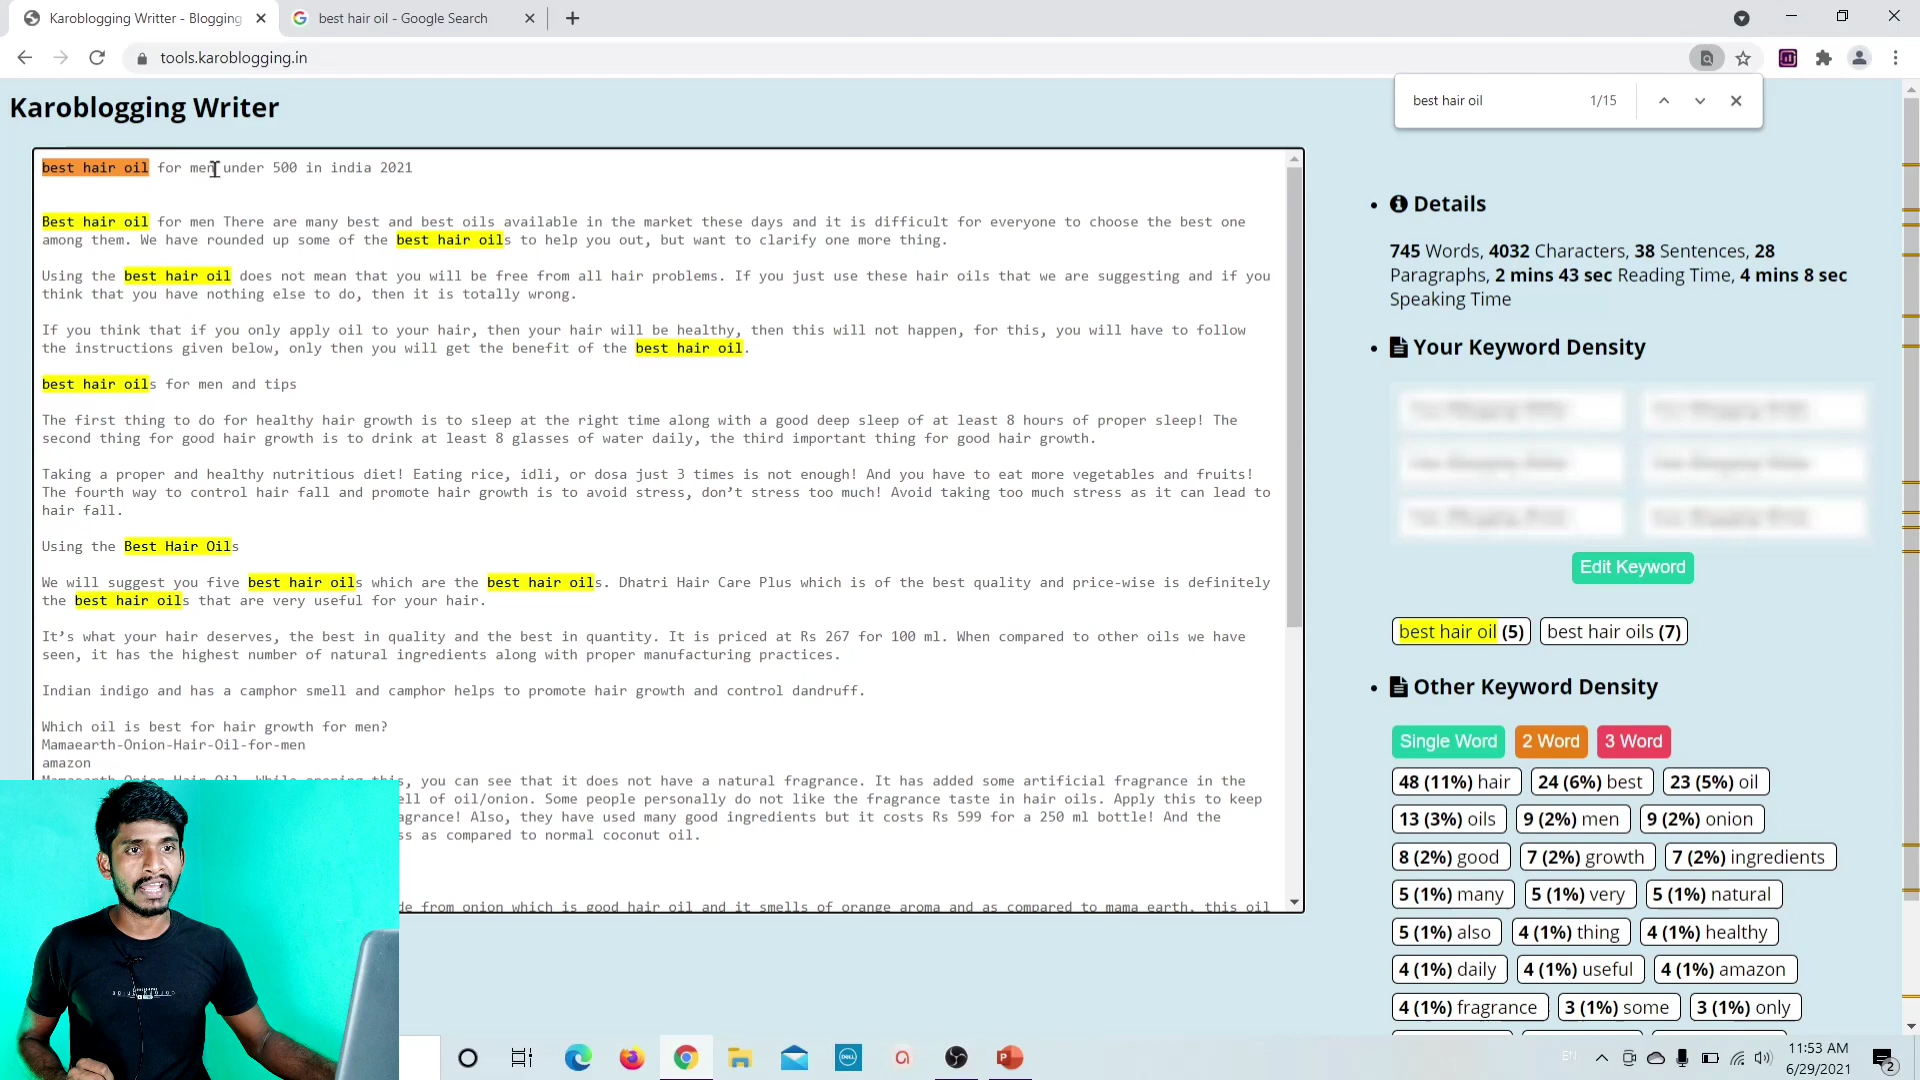 Karoblogging Writter - Blogging
best hair oil - Google Search
tools.karoblogging.in
best hair oil 1/15
Karoblogging Writer
best hair oil for men under 500 in india 2021
Best hair oil for men There are many best and best oils available in the market these days and it is difficult for everyone to choose the best one
among them. We have rounded up some of the best hair oils to help you out, but want to clarify one more thing.
Using the best hair oil does not mean that you will be free from all hair problems. If you just use these hair oils that we are suggesting and if you
think that you have nothing else to do, then it is totally wrong.
If you think that if you only apply oil to your hair, then your hair will be healthy, then this will not happen, for this, you will have to follow
the instructions given below, only then you will get the benefit of the best hair oil.
best hair oils for men and tips
The first thing to do for healthy hair growth is to sleep at the right time along with a good deep sleep of at least 8 hours of proper sleep! The
second thing for good hair growth is to drink at least 8 glasses of water daily, the third important thing for good hair growth.
Taking a proper and healthy nutritious diet! Eating rice, idli, or dosa just 3 times is not enough! And you have to eat more vegetables and fruits!
The fourth way to control hair fall and promote hair growth is to avoid stress, don’t stress too much! Avoid taking too much stress as it can lead to
hair fall.
Using the Best Hair Oils
We will suggest you five best hair oils which are the best hair oils. Dhatri Hair Care Plus which is of the best quality and price-wise is definitely
the best hair oils that are very useful for your hair.
It’s what your hair deserves, the best in quality and the best in quantity. It is priced at Rs 267 for 100 ml. When compared to other oils we have
seen, it has the highest number of natural ingredients along with proper manufacturing practices.
Indian indigo and has a camphor smell and camphor helps to promote hair growth and control dandruff.
Which oil is best for hair growth for men?
Mamaearth-Onion-Hair-Oil-for-men
amazon
this, you can see that it does not have a natural fragrance. It has added some artificial fragrance in the
ell of oil/onion. Some people personally do not like the fragrance taste in hair oils. Apply this to keep
agrance! Also, they have used many good ingredients but it costs Rs 599 for a 250 ml bottle! And the
s as compared to normal coconut oil.
de from onion which is good hair oil and it smells of orange aroma and as compared to mama earth, this oil
Details
745 Words, 4032 Characters, 38 Sentences, 28
Paragraphs, 2 mins 43 sec Reading Time, 4 mins 8 sec
Speaking Time
Your Keyword Density
Edit Keyword
best hair oil (5) best hair oils (7)
Other Keyword Density
Single Word 2 Word 3 Word
48 (11%) hair 24 (6%) best 23 (5%) oil
13 (3%) oils 9 (2%) men 9 (2%) onion
8 (2%) good 7 (2%) growth 7 (2%) ingredients
5 (1%) many 5 (1%) very 5 (1%) natural
5 (1%) also 4 (1%) thing 4 (1%) healthy
4 (1%) daily 4 (1%) useful 4 (1%) amazon
4 (1%) fragrance 3 (1%) some 3 (1%) only
DELL
EN
11:53 AM
6/29/2021
2